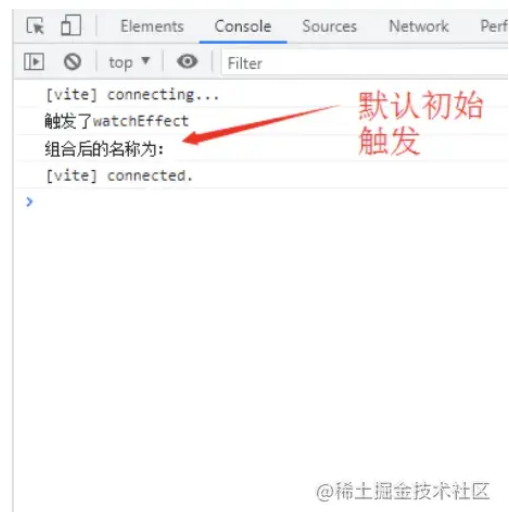 Elements Console Sources Network Perf
top ▼ Filter
[vite] connecting...
触发了watchEffect
组合后的名称为:
[vite] connected.
默认初始
触发
@稀土掘金技术社区